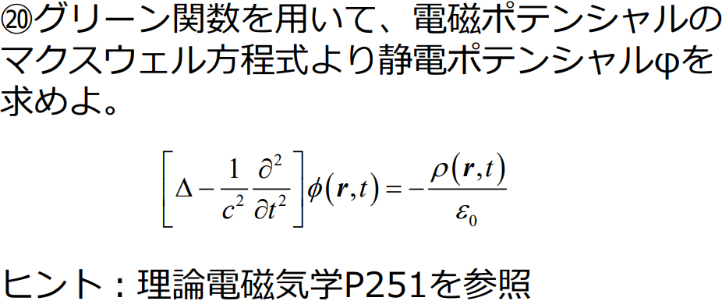 ⑳グリーン関数を用いて、電磁ポテンシャルの
マクスウェル方程式より静電ポテンシャルφを
求めよ。
[Δ − 1/c² ∂²/∂t²]ϕ(r,t) = − ρ(r,t)/ε₀
ヒント：理論電磁気学P251を参照